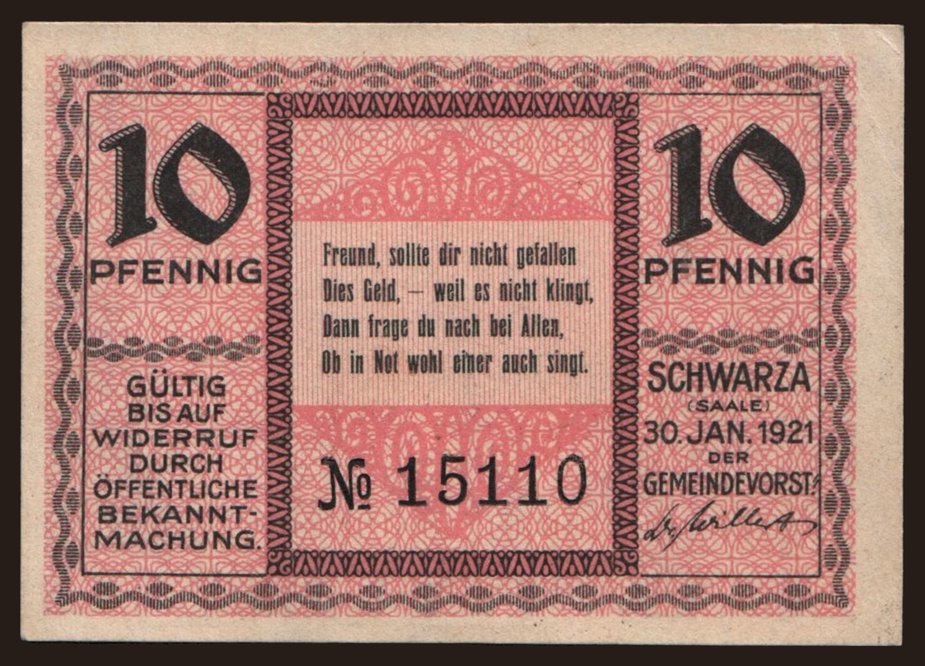 10
PFENNIG
GÜLTIG
BIS AUF
WIDERRUF
DURCH
ÖFFENTLICHE
BEKANNT-
MACHUNG.
Freund, sollte dir nicht gefallen
Dies Geld, — weil es nicht klingt,
Dann frage du nach bei Allen,
Ob in Not wohl einer auch singt.
№ 15110
10
PFENNIG
SCHWARZA
(SAALE)
30. JAN. 1921
DER
GEMEINDEVORST: